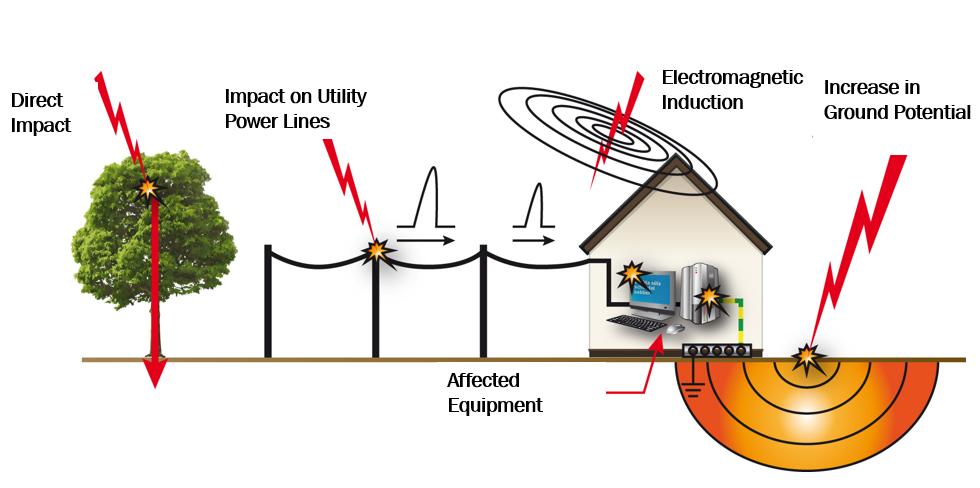 Direct
Impact
Impact on Utility
Power Lines
Electromagnetic
Induction
Increase in
Ground Potential
Affected
Equipment